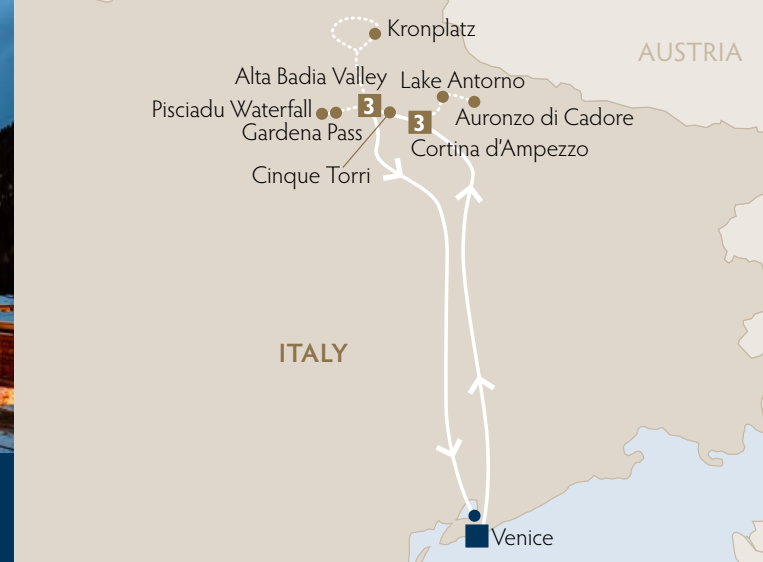 Kronplatz
AUSTRIA
Alta Badia Valley
Lake Antorno
Pisciadu Waterfall
3
3
Auronzo di Cadore
Gardena Pass
Cortina d'Ampezzo
Cinque Torri
ITALY
Venice